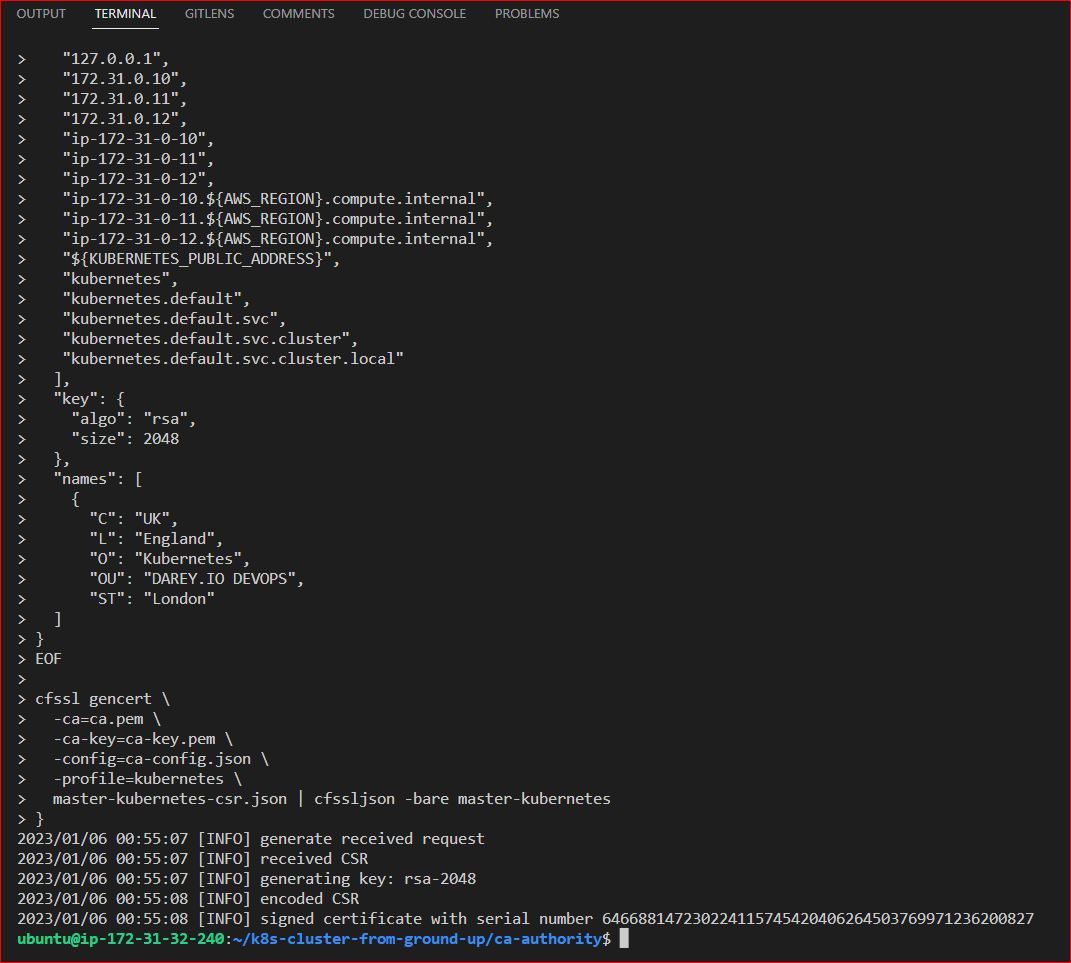 OUTPUT TERMINAL GITLENS COMMENTS DEBUG CONSOLE PROBLEMS
>    "127.0.0.1",
>    "172.31.0.10",
>    "172.31.0.11",
>    "172.31.0.12",
>    "ip-172-31-0-10",
>    "ip-172-31-0-11",
>    "ip-172-31-0-12",
>    "ip-172-31-0-10.${AWS_REGION}.compute.internal",
>    "ip-172-31-0-11.${AWS_REGION}.compute.internal",
>    "ip-172-31-0-12.${AWS_REGION}.compute.internal",
>    "${KUBERNETES_PUBLIC_ADDRESS}",
>    "kubernetes",
>    "kubernetes.default",
>    "kubernetes.default.svc",
>    "kubernetes.default.svc.cluster",
>    "kubernetes.default.svc.cluster.local"
>   ],
>   "key": {
>     "algo": "rsa",
>     "size": 2048
>   },
>   "names": [
>     {
>       "C": "UK",
>       "L": "England",
>       "O": "Kubernetes",
>       "OU": "DAREY.IO DEVOPS",
>       "ST": "London"
>   ]
> }
> EOF
>
> cfssl gencert \
>   -ca=ca.pem \
>   -ca-key=ca-key.pem \
>   -config=ca-config.json \
>   -profile=kubernetes \
>   master-kubernetes-csr.json | cfssljson -bare master-kubernetes
> }
2023/01/06 00:55:07 [INFO] generate received request
2023/01/06 00:55:07 [INFO] received CSR
2023/01/06 00:55:07 [INFO] generating key: rsa-2048
2023/01/06 00:55:08 [INFO] encoded CSR
2023/01/06 00:55:08 [INFO] signed certificate with serial number 646688147230224115745420406264503769971236200827
ubuntu@ip-172-31-32-240:~/k8s-cluster-from-ground-up/ca-authority$